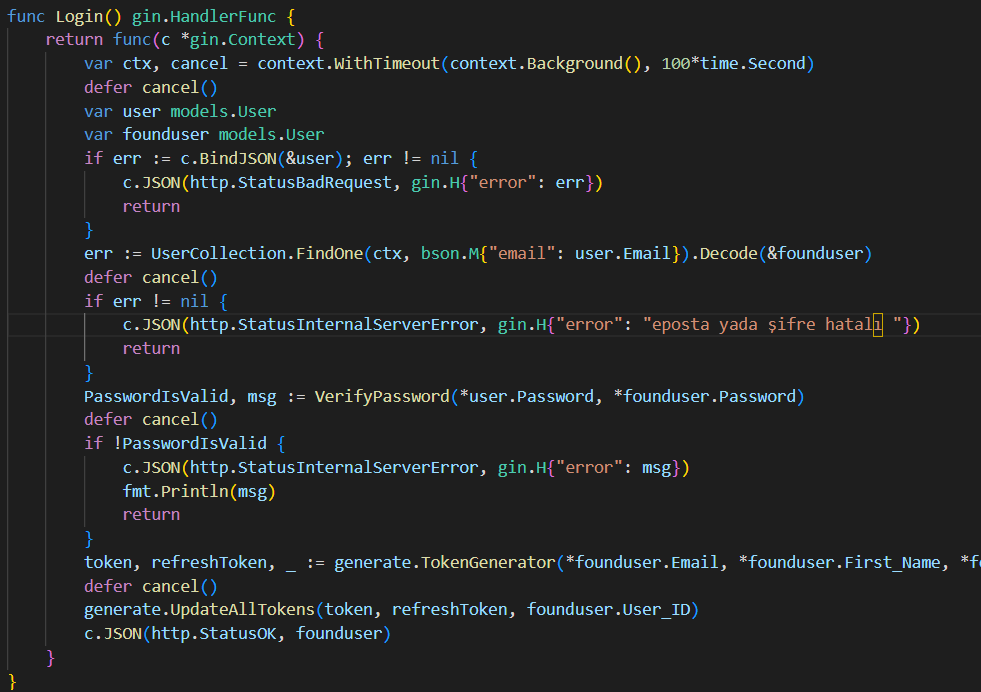 func Login() gin.HandlerFunc {
return func(c *gin.Context) {
var ctx, cancel = context.WithTimeout(context.Background(), 100*time.Second)
defer cancel()
var user models.User
var founduser models.User
if err := c.BindJSON(&user); err != nil {
c.JSON(http.StatusBadRequest, gin.H{"error": err})
return
}
err := UserCollection.FindOne(ctx, bson.M{"email": user.Email}).Decode(&founduser)
defer cancel()
if err != nil {
c.JSON(http.StatusInternalServerError, gin.H{"error": "eposta yada şifre hatalı "})
return
}
PasswordIsValid, msg := VerifyPassword(*user.Password, *founduser.Password)
defer cancel()
if !PasswordIsValid {
c.JSON(http.StatusInternalServerError, gin.H{"error": msg})
fmt.Println(msg)
return
}
token, refreshToken, _ := generate.TokenGenerator(*founduser.Email, *founduser.First_Name,
defer cancel()
generate.UpdateAllTokens(token, refreshToken, founduser.User_ID)
c.JSON(http.StatusOK, founduser)
}
}